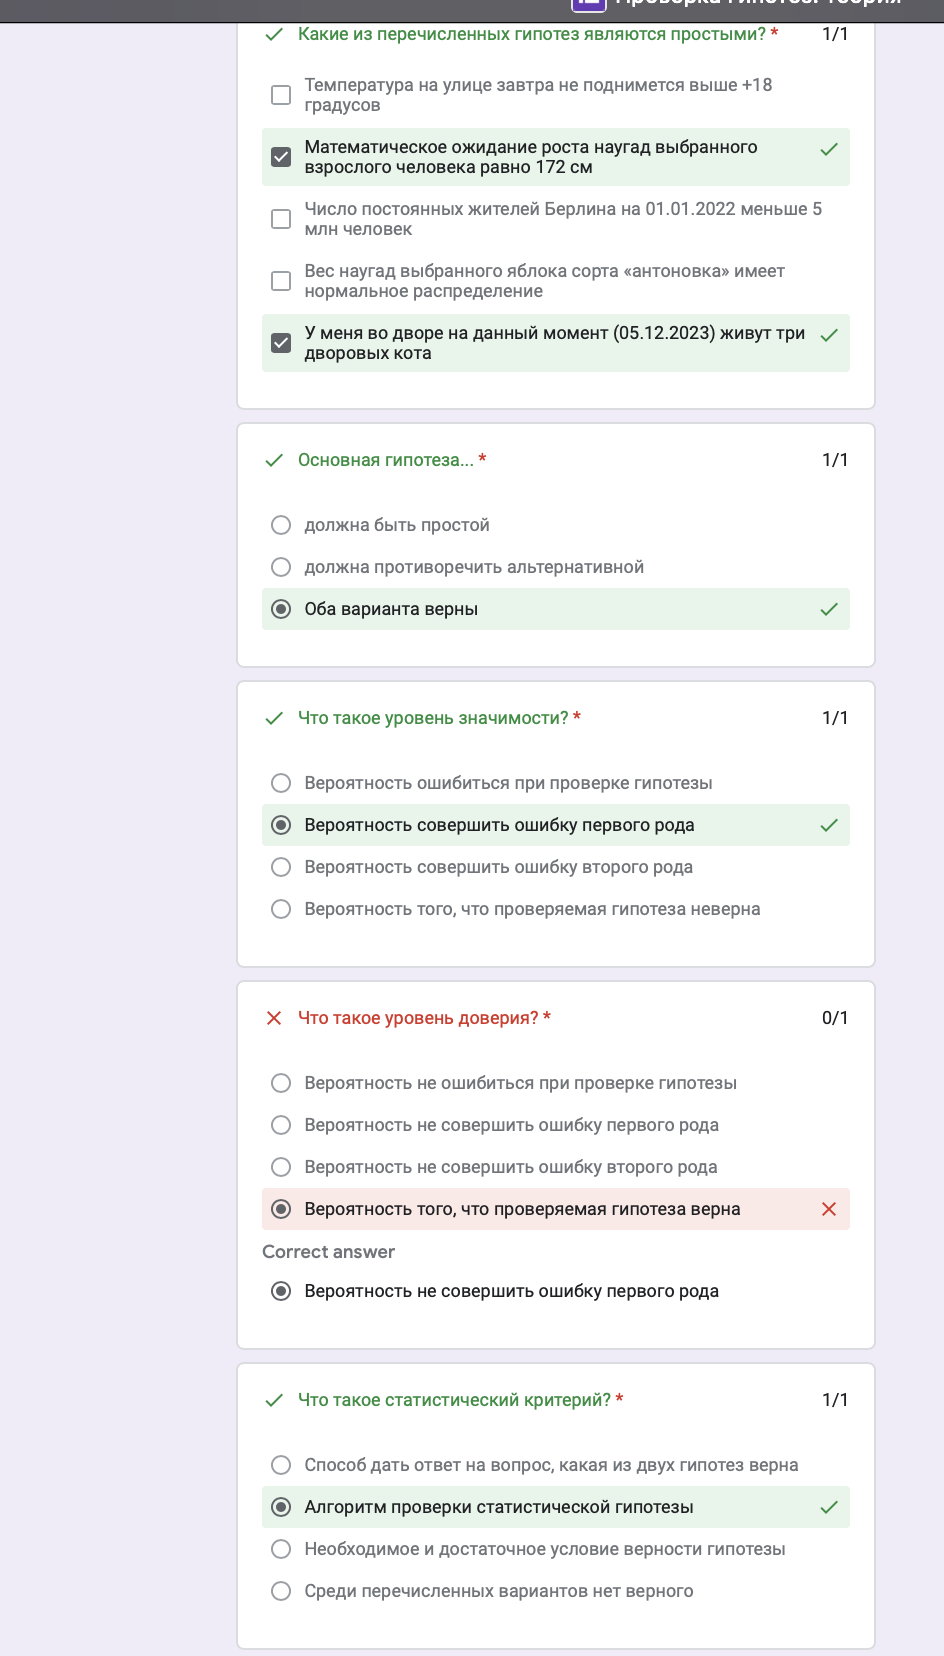 Проверка гипотез. Теория
Какие из перечисленных гипотез являются простыми? *
1/1
Температура на улице завтра не поднимется выше +18
градусов
Математическое ожидание роста наугад выбранного
взрослого человека равно 172 см
Число постоянных жителей Берлина на 01.01.2022 меньше 5
млн человек
Вес наугад выбранного яблока сорта «антоновка» имеет
нормальное распределение
У меня во дворе на данный момент (05.12.2023) живут три
дворовых кота
Основная гипотеза... *
1/1
должна быть простой
должна противоречить альтернативной
Оба варианта верны
Что такое уровень значимости? *
1/1
Вероятность ошибиться при проверке гипотезы
Вероятность совершить ошибку первого рода
Вероятность совершить ошибку второго рода
Вероятность того, что проверяемая гипотеза неверна
Что такое уровень доверия? *
0/1
Вероятность не ошибиться при проверке гипотезы
Вероятность не совершить ошибку первого рода
Вероятность не совершить ошибку второго рода
Вероятность того, что проверяемая гипотеза верна
Correct answer
Вероятность не совершить ошибку первого рода
Что такое статистический критерий? *
1/1
Способ дать ответ на вопрос, какая из двух гипотез верна
Алгоритм проверки статистической гипотезы
Необходимое и достаточное условие верности гипотезы
Среди перечисленных вариантов нет верного